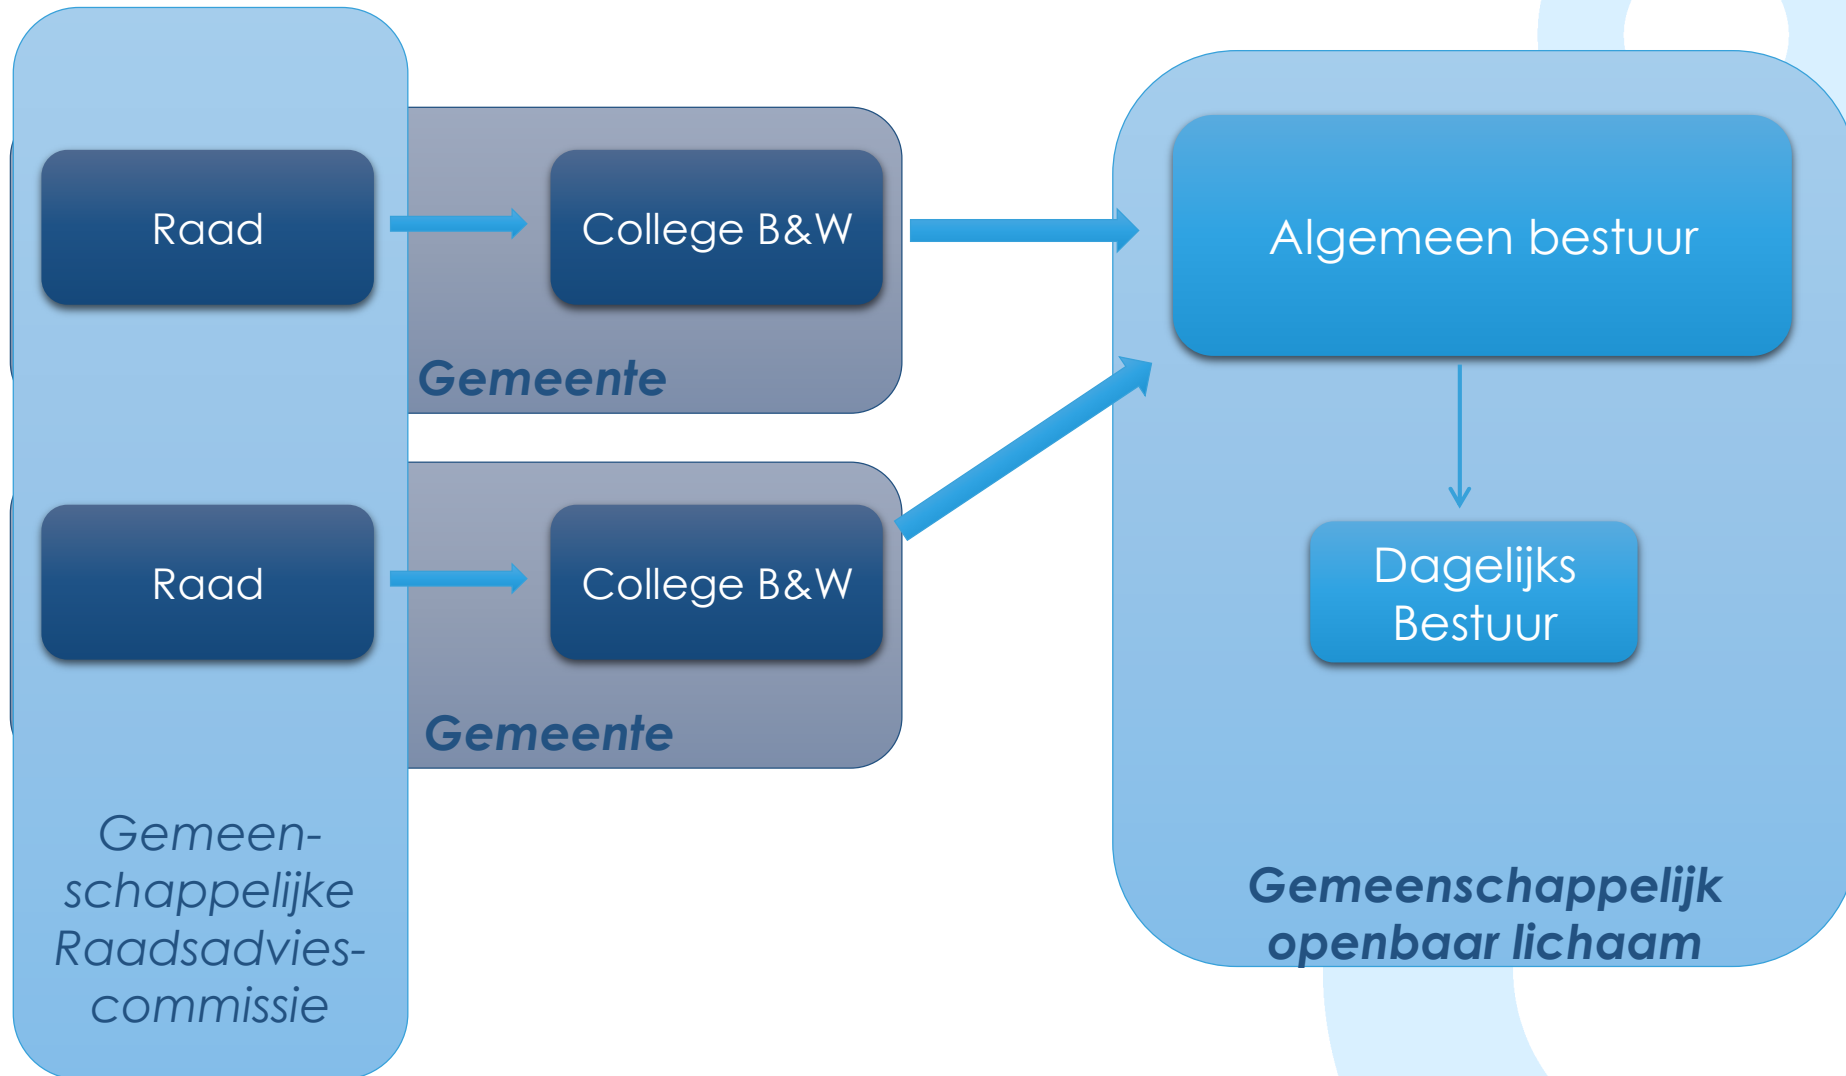 Raad
College B&W
Gemeente
Raad
College B&W
Gemeente
Gemeen-
schappelijke
Raadsadvies-
commissie
Algemeen bestuur
Dagelijks
Bestuur
Gemeenschappelijk
openbaar lichaam